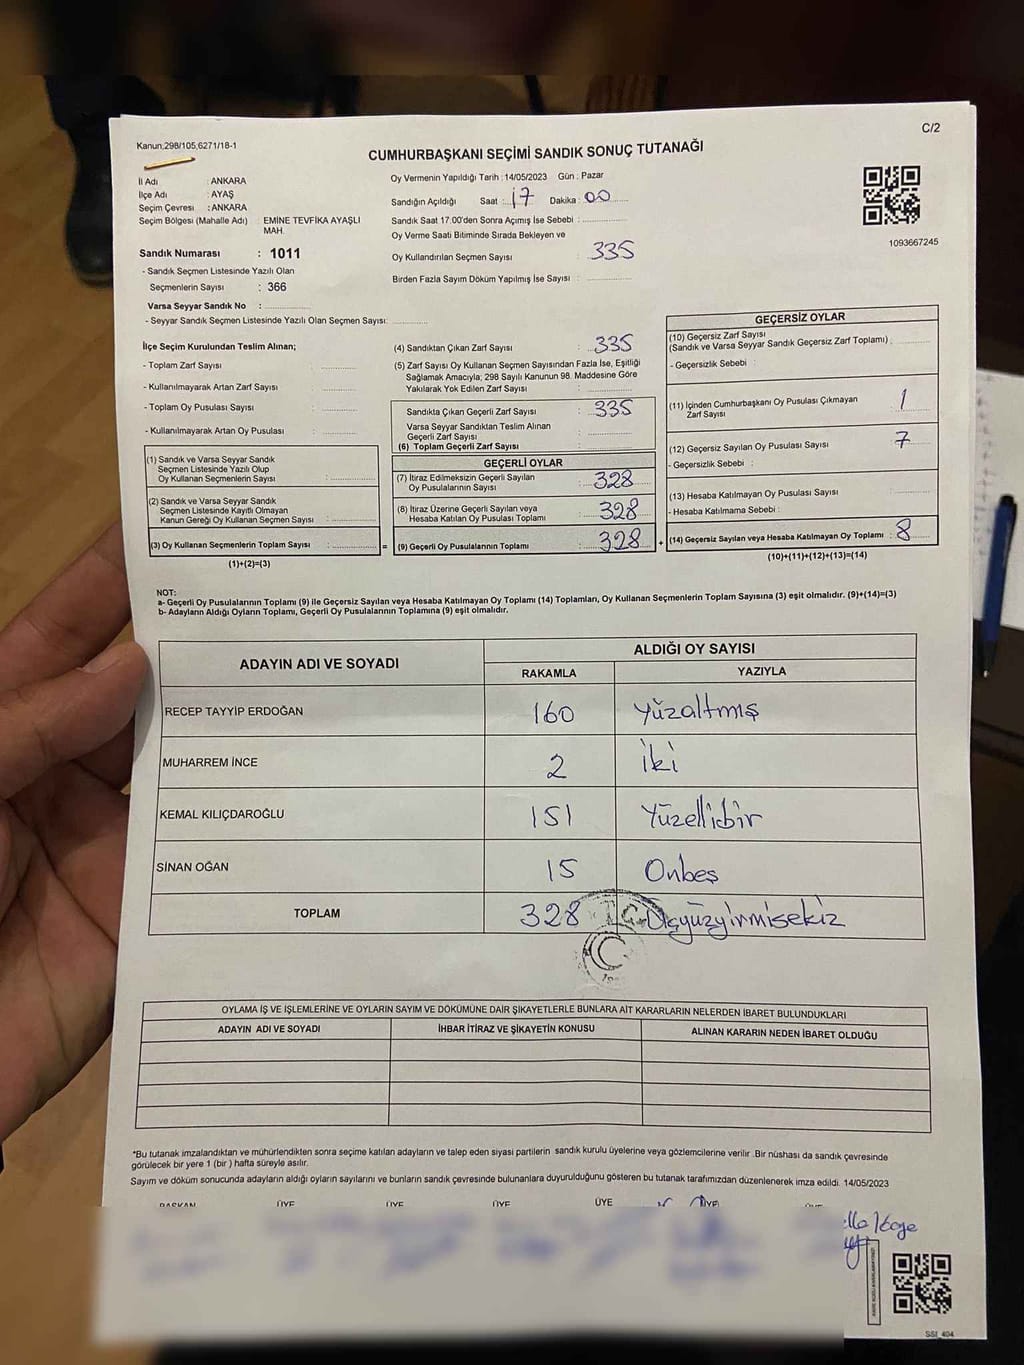 C/2
Kanun,298/105,6271/18-1
CUMHURBAŞKANI SEÇİMİ SANDIK SONUÇ TUTANAĞI
İl Adı : ANKARA
İlçe Adı : AYAŞ
Seçim Çevresi : ANKARA
Seçim Bölgesi (Mahalle Adı) : EMİNE TEVFİKA AYAŞLI
MAH.
Sandık Numarası : 1011
- Sandık Seçmen Listesinde Yazılı Olan
Seçmenlerin Sayısı : 366
Varsa Seyyar Sandık No :
- Seyyar Sandık Seçmen Listesinde Yazılı Olan Seçmen Sayısı:
Oy Vermenin Yapıldığı Tarih : 14/05/2023 Gün : Pazar
Sandığın Açıldığı Saat : 17 Dakika : 00
Sandık Saat 17:00'den Sonra Açımış İse Sebebi :
Oy Verme Saati Bitiminde Sırada Bekleyen ve
Oy Kullandırılan Seçmen Sayısı : 335
Birden Fazla Sayım Döküm Yapılmış İse Sayısı :
1093667245
İlçe Seçim Kurulundan Teslim Alınan;
- Toplam Zarf Sayısı :
- Kullanılmayarak Artan Zarf Sayısı :
- Toplam Oy Pusulası Sayısı :
- Kullanılmayarak Artan Oy Pusulası :
(1) Sandık ve Varsa Seyyar Sandık
Seçmen Listesinde Yazılı Olup
Oy Kullanan Seçmenlerin Sayısı :
(2) Sandık ve Varsa Seyyar Sandık
Seçmen Listesinde Kayıtlı Olmayan
Kanun Gereği Oy Kullanan Seçmen Sayısı :
(3) Oy Kullanan Seçmenlerin Toplam Sayısı : =
(1)+(2)=(3)
(4) Sandıktan Çıkan Zarf Sayısı : 335
(5) Zarf Sayısı Oy Kullanan Seçmen Sayısından Fazla İse, Eşitliği
Sağlamak Amacıyla; 298 Sayılı Kanunun 98. Maddesine Göre
Yakılarak Yok Edilen Zarf Sayısı :
Sandıkta Çıkan Geçerli Zarf Sayısı : 335
Varsa Seyyar Sandıktan Teslim Alınan
Geçerli Zarf Sayısı :
(6) Toplam Geçerli Zarf Sayısı :
GEÇERLİ OYLAR
(7) İtiraz Edilmeksizin Geçerli Sayılan
Oy Pusulalarının Sayısı : 328
(8) İtiraz Üzerine Geçerli Sayılan veya
Hesaba Katılan Oy Pusulası Toplamı : 328
(9) Geçerli Oy Pusulalarının Toplamı : 328 +
GEÇERSİZ OYLAR
(10) Geçersiz Zarf Sayısı
(Sandık ve Varsa Seyyar Sandık Geçersiz Zarf Toplamı) :
- Geçersizlik Sebebi :
(11) İçinden Cumhurbaşkanı Oy Pusulası Çıkmayan
Zarf Sayısı : 1
(12) Geçersiz Sayılan Oy Pusulası Sayısı : 7
- Geçersizlik Sebebi :
(13) Hesaba Katılmayan Oy Pusulası Sayısı :
- Hesaba Katılmama Sebebi :
(14) Geçersiz Sayılan veya Hesaba Katılmayan Oy Toplamı : 8
(10)+(11)+(12)+(13)=(14)
NOT:
a- Geçerli Oy Pusulalarının Toplamı (9) ile Geçersiz Sayılan veya Hesaba Katılmayan Oy Toplamı (14) Toplamları, Oy Kullanan Seçmenlerin Toplam Sayısına (3) eşit olmalıdır. (9)+(14)=(3)
b- Adayların Aldığı Oyların Toplamı, Geçerli Oy Pusulalarının Toplamına (9) eşit olmalıdır.
ADAYIN ADI VE SOYADI
ALDIĞI OY SAYISI
RAKAMLA YAZIYLA
RECEP TAYYİP ERDOĞAN 160 Yüzaltmış
MUHARREM İNCE 2 İki
KEMAL KILIÇDAROĞLU 151 Yüzellibir
SİNAN OĞAN 15 Onbeş
TOPLAM 328 Üçyüzyirmisekiz
OYLAMA İŞ VE İŞLEMLERİNE VE OYLARIN SAYIM VE DÖKÜMÜNE DAİR ŞİKAYETLERLE BUNLARA AİT KARARLARIN NELERDEN İBARET BULUNDUKLARI
ADAYIN ADI VE SOYADI İHBAR İTİRAZ VE ŞİKAYETİN KONUSU ALINAN KARARIN NEDEN İBARET OLDUĞU
*Bu tutanak imzalandıktan ve mühürlendikten sonra seçime katılan adayların ve talep eden siyasi partilerin sandık kurulu üyelerine veya gözlemcilerine verilir .Bir nüshası da sandık çevresinde
görülecek bir yere 1 (bir ) hafta süreyle asılır.
Sayım ve döküm sonucunda adayların aldığı oyların sayılarını ve bunların sandık çevresinde bulunanlara duyurulduğunu gösteren bu tutanak tarafımızdan düzenlenerek imza edildi. 14/05/2023
BAŞKAN ÜYE ÜYE ÜYE ÜYE
SSI_404